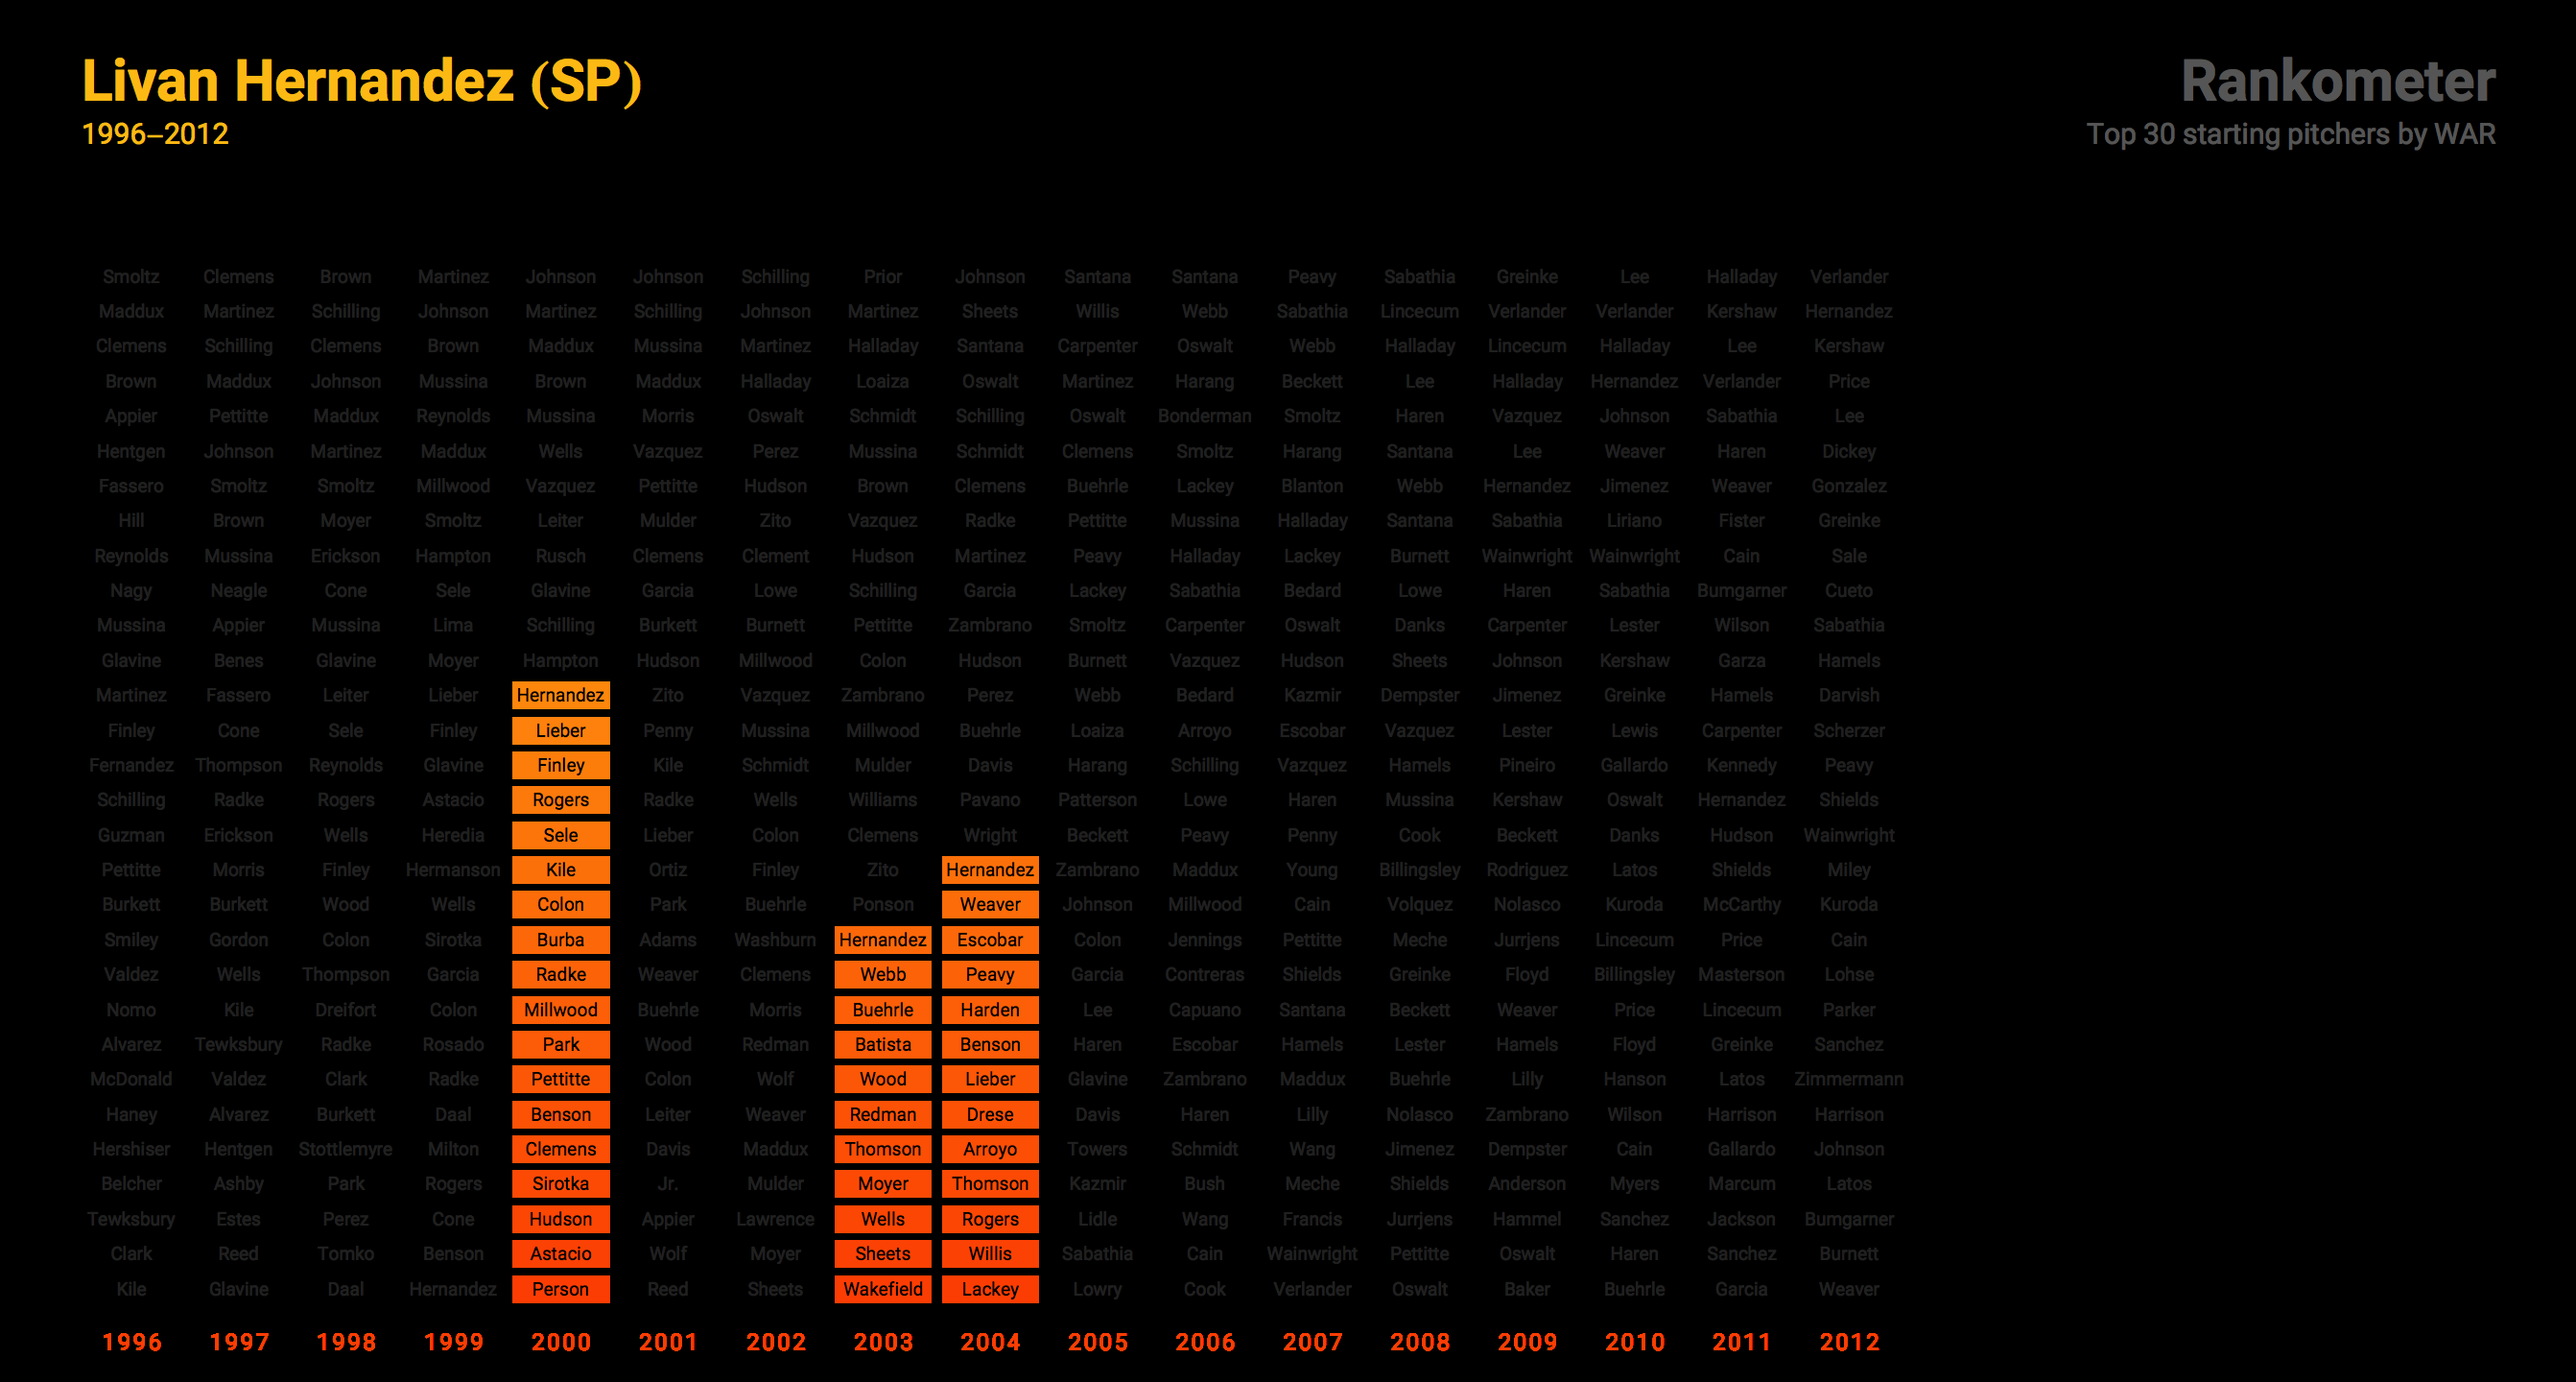 Livan Hernandez (SP)
1996–2012
Rankometer
Top 30 starting pitchers by WAR
Smoltz Clemens Brown Martinez Johnson Johnson Schilling Prior Johnson Santana Santana Peavy Sabathia Greinke Lee Halladay Verlander
Maddux Martinez Schilling Johnson Martinez Schilling Johnson Martinez Sheets Willis Webb Sabathia Lincecum Verlander Verlander Kershaw Hernandez
Clemens Schilling Clemens Brown Maddux Mussina Martinez Halladay Santana Carpenter Oswalt Webb Halladay Lincecum Halladay Lee Kershaw
Brown Maddux Johnson Mussina Brown Maddux Halladay Loaiza Oswalt Martinez Harang Beckett Lee Halladay Hernandez Verlander Price
Appier Pettitte Maddux Reynolds Mussina Morris Oswalt Schmidt Schilling Oswalt Bonderman Smoltz Haren Vazquez Johnson Sabathia Lee
Hentgen Johnson Martinez Maddux Wells Vazquez Perez Mussina Schmidt Clemens Smoltz Harang Santana Lee Weaver Haren Dickey
Fassero Smoltz Smoltz Millwood Vazquez Pettitte Hudson Brown Clemens Buehrle Lackey Blanton Webb Hernandez Jimenez Weaver Gonzalez
Hill Brown Moyer Smoltz Leiter Mulder Zito Vazquez Radke Pettitte Mussina Halladay Santana Sabathia Liriano Fister Greinke
Reynolds Mussina Erickson Hampton Rusch Clemens Clement Hudson Martinez Peavy Halladay Lackey Burnett Wainwright Wainwright Cain Sale
Nagy Neagle Cone Sele Glavine Garcia Lowe Schilling Garcia Lackey Sabathia Bedard Lowe Haren Sabathia Bumgarner Cueto
Mussina Appier Mussina Lima Schilling Burkett Burnett Pettitte Zambrano Smoltz Carpenter Oswalt Danks Carpenter Lester Wilson Sabathia
Glavine Benes Glavine Moyer Hampton Hudson Millwood Colon Hudson Burnett Vazquez Hudson Sheets Johnson Kershaw Garza Hamels
Martinez Fassero Leiter Lieber Hernandez Zito Vazquez Zambrano Perez Webb Bedard Kazmir Dempster Jimenez Greinke Hamels Darvish
Finley Cone Sele Finley Lieber Penny Mussina Millwood Buehrle Loaiza Arroyo Escobar Vazquez Lester Lewis Carpenter Scherzer
Fernandez Thompson Reynolds Glavine Finley Kile Schmidt Mulder Davis Harang Schilling Vazquez Hamels Pineiro Gallardo Kennedy Peavy
Schilling Radke Rogers Astacio Rogers Radke Wells Williams Pavano Patterson Lowe Haren Mussina Kershaw Oswalt Hernandez Shields
Guzman Erickson Wells Heredia Sele Lieber Colon Clemens Wright Beckett Peavy Penny Cook Beckett Danks Hudson Wainwright
Pettitte Morris Finley Hermanson Kile Ortiz Finley Zito Hernandez Zambrano Maddux Young Billingsley Rodriguez Latos Shields Miley
Burkett Burkett Wood Wells Colon Park Buehrle Ponson Weaver Johnson Millwood Cain Volquez Nolasco Kuroda McCarthy Kuroda
Smiley Gordon Colon Sirotka Burba Adams Washburn Hernandez Escobar Colon Jennings Pettitte Meche Jurrjens Lincecum Price Cain
Valdez Wells Thompson Garcia Radke Weaver Clemens Webb Peavy Garcia Contreras Shields Greinke Floyd Billingsley Masterson Lohse
Nomo Kile Dreifort Colon Millwood Buehrle Morris Buehrle Harden Lee Capuano Santana Beckett Weaver Price Lincecum Parker
Alvarez Tewksbury Radke Rosado Park Wood Redman Batista Benson Haren Escobar Hamels Lester Hamels Floyd Greinke Sanchez
McDonald Valdez Clark Radke Pettitte Colon Wolf Wood Lieber Glavine Zambrano Maddux Buehrle Lilly Hanson Latos Zimmermann
Haney Alvarez Burkett Daal Benson Leiter Weaver Redman Drese Davis Haren Lilly Nolasco Zambrano Wilson Harrison Harrison
Hershiser Hentgen Stottlemyre Milton Clemens Davis Maddux Thomson Arroyo Towers Schmidt Wang Jimenez Dempster Cain Gallardo Johnson
Belcher Ashby Park Rogers Sirotka Jr. Mulder Moyer Thomson Kazmir Bush Meche Shields Anderson Myers Marcum Latos
Tewksbury Estes Perez Cone Hudson Appier Lawrence Wells Rogers Lidle Wang Francis Jurrjens Hammel Sanchez Jackson Bumgarner
Clark Reed Tomko Benson Astacio Wolf Moyer Sheets Willis Sabathia Cain Wainwright Pettitte Oswalt Haren Sanchez Burnett
Kile Glavine Daal Hernandez Person Reed Sheets Wakefield Lackey Lowry Cook Verlander Oswalt Baker Buehrle Garcia Weaver
1996 1997 1998 1999 2000 2001 2002 2003 2004 2005 2006 2007 2008 2009 2010 2011 2012